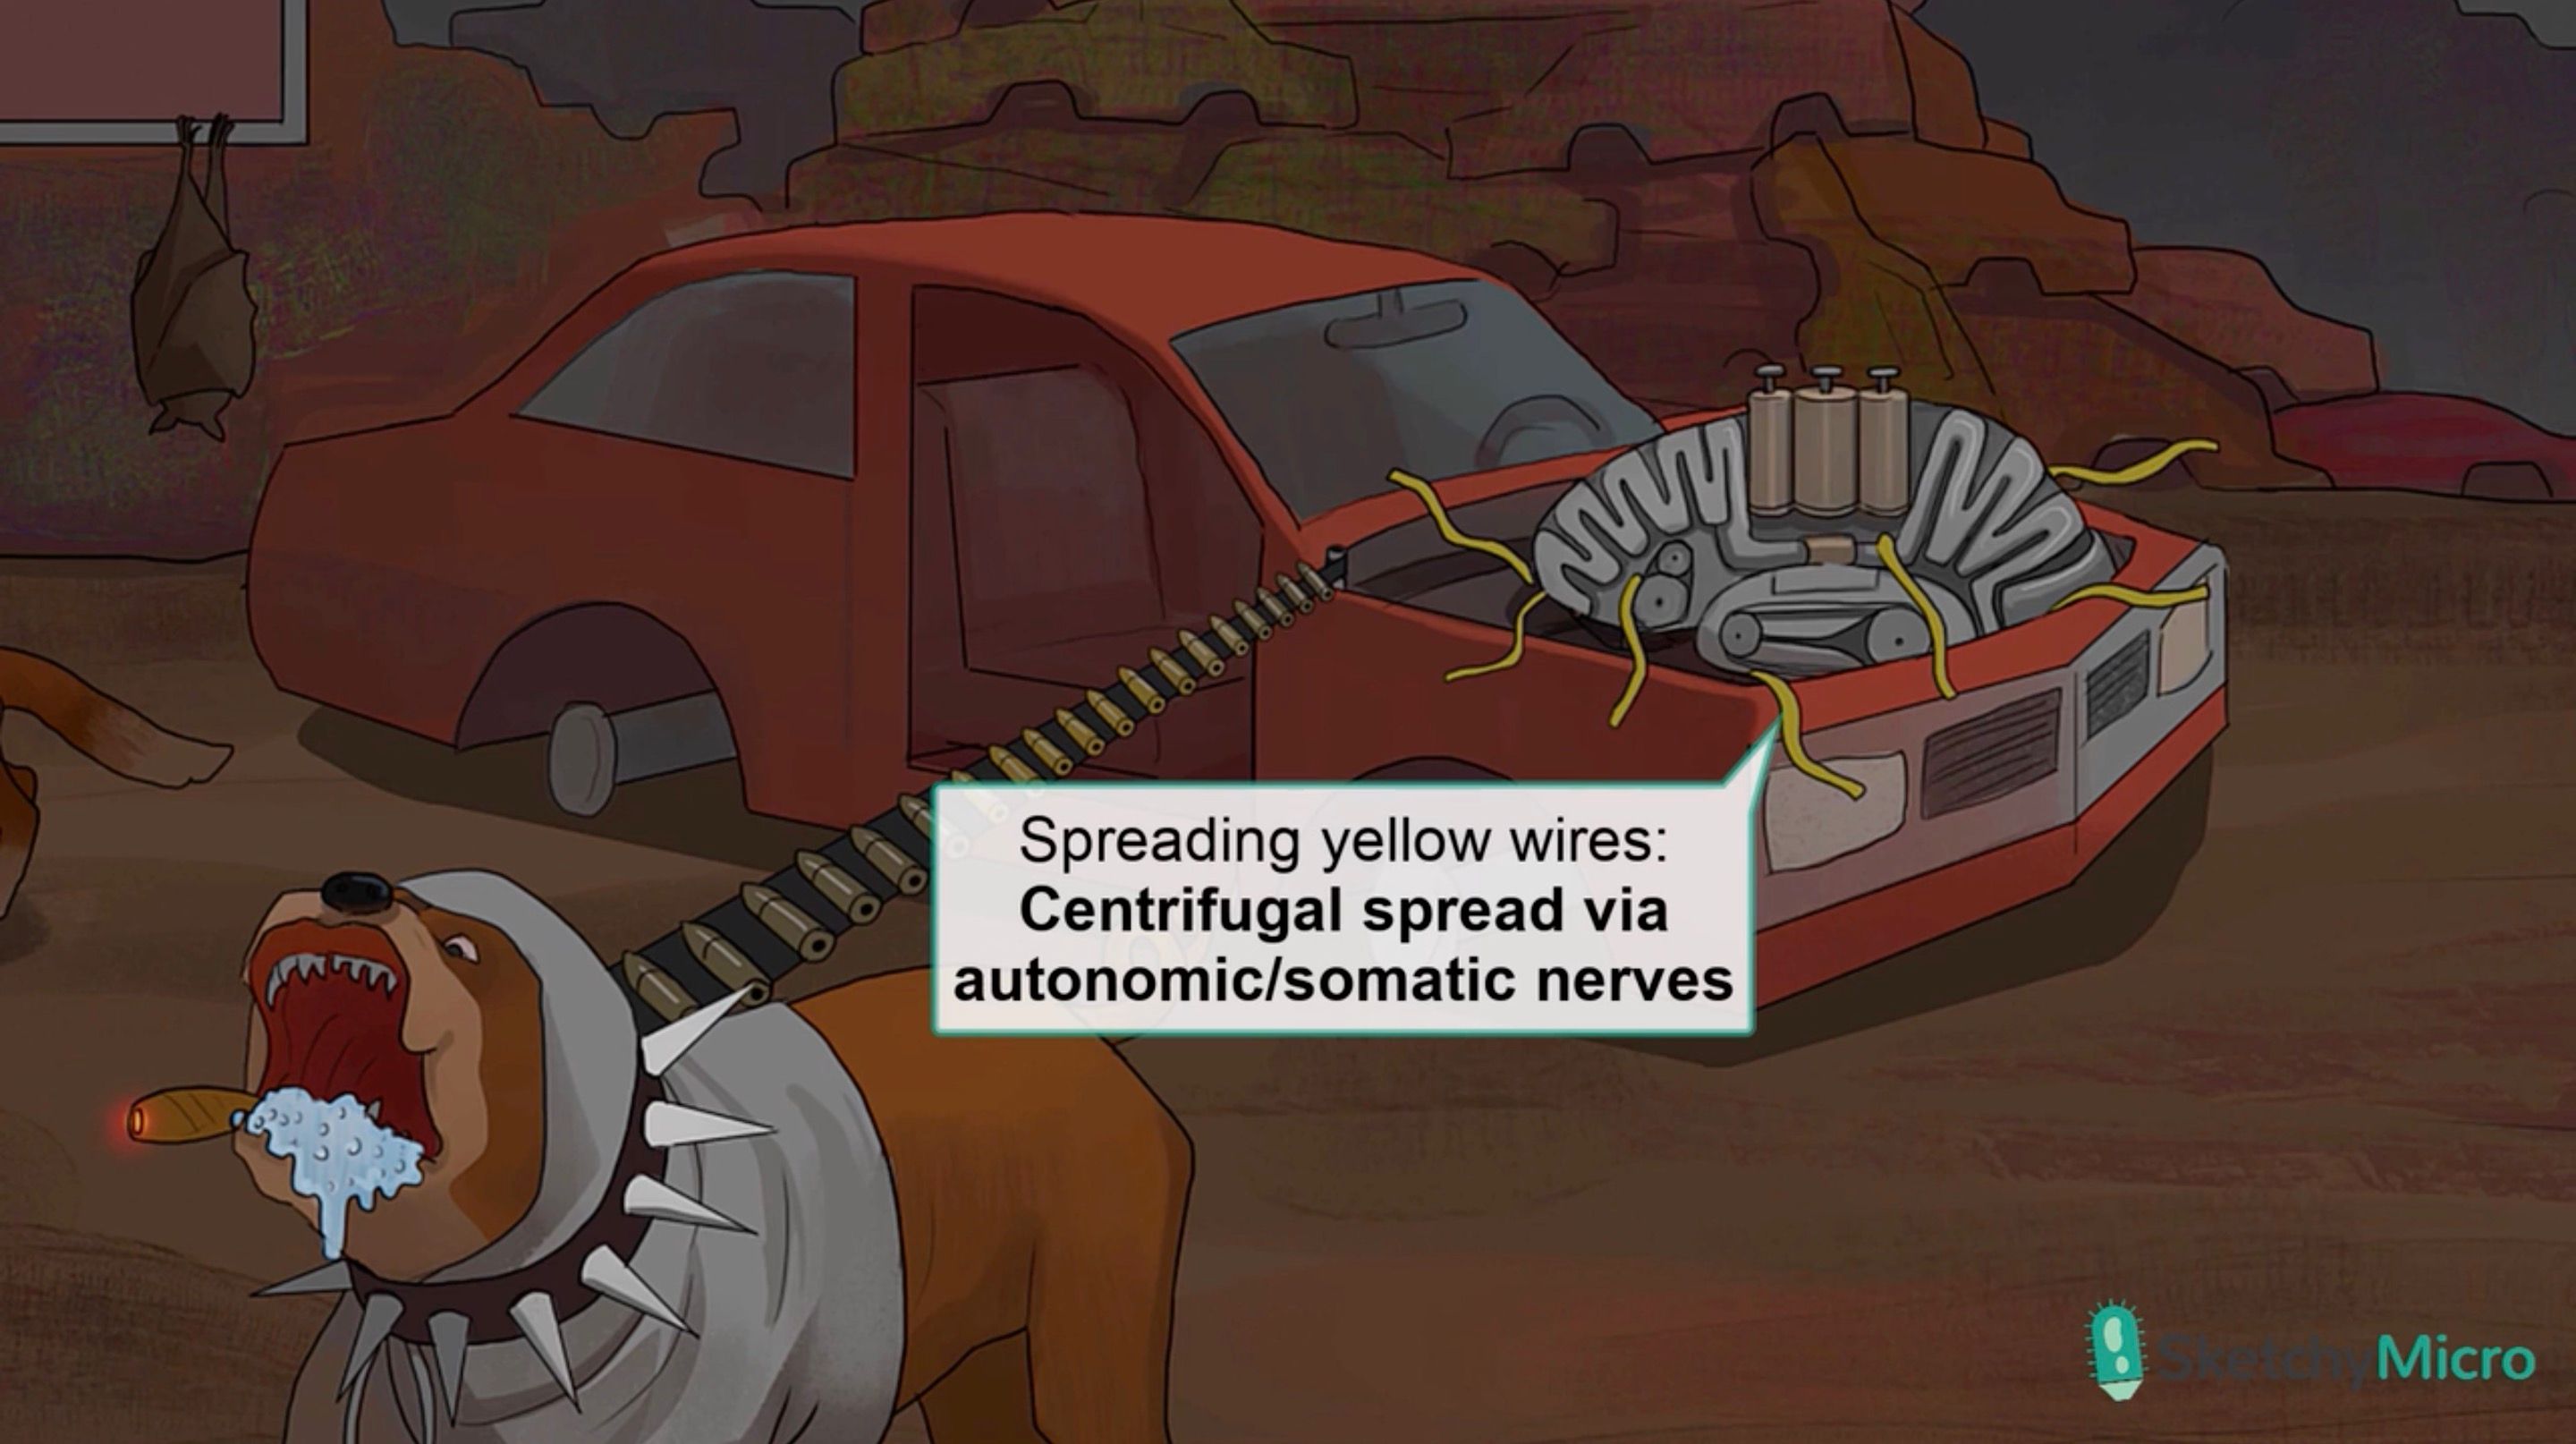 Spreading yellow wires:
Centrifugal spread via
autonomic/somatic nerves
SketchyMicro